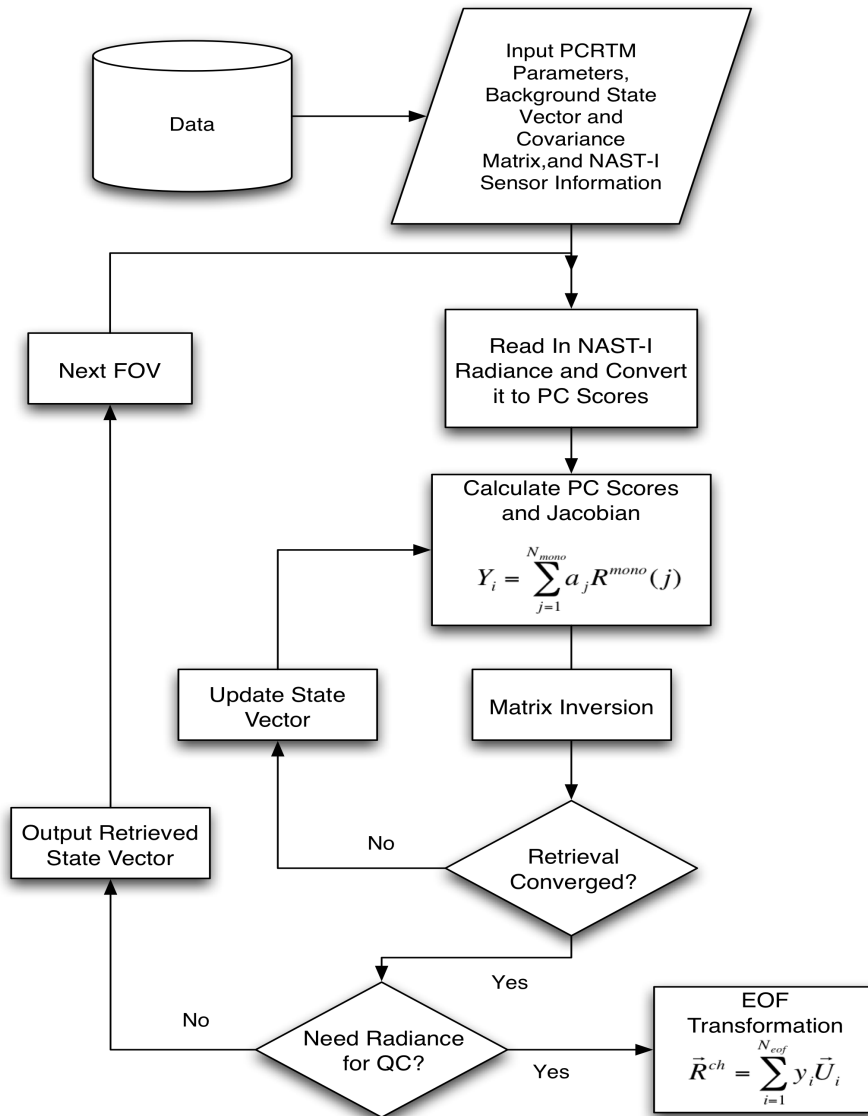 Data
Input PCRTM
Parameters,
Background State
Vector and
Covariance
Matrix,and NAST-I
Sensor Information
Next FOV
Read In NAST-I
Radiance and Convert
it to PC Scores
Calculate PC Scores
and Jacobian
Y_i = \sum_{j=1}^{N_{mono}} a_j R^{mono}(j)
Update State
Vector
Matrix Inversion
Output Retrieved
State Vector
No
Retrieval
Converged?
Yes
No
Need Radiance
for QC?
Yes
EOF
Transformation
\vec{R}^{ch} = \sum_{i=1}^{N_{eof}} y_i \vec{U}_i